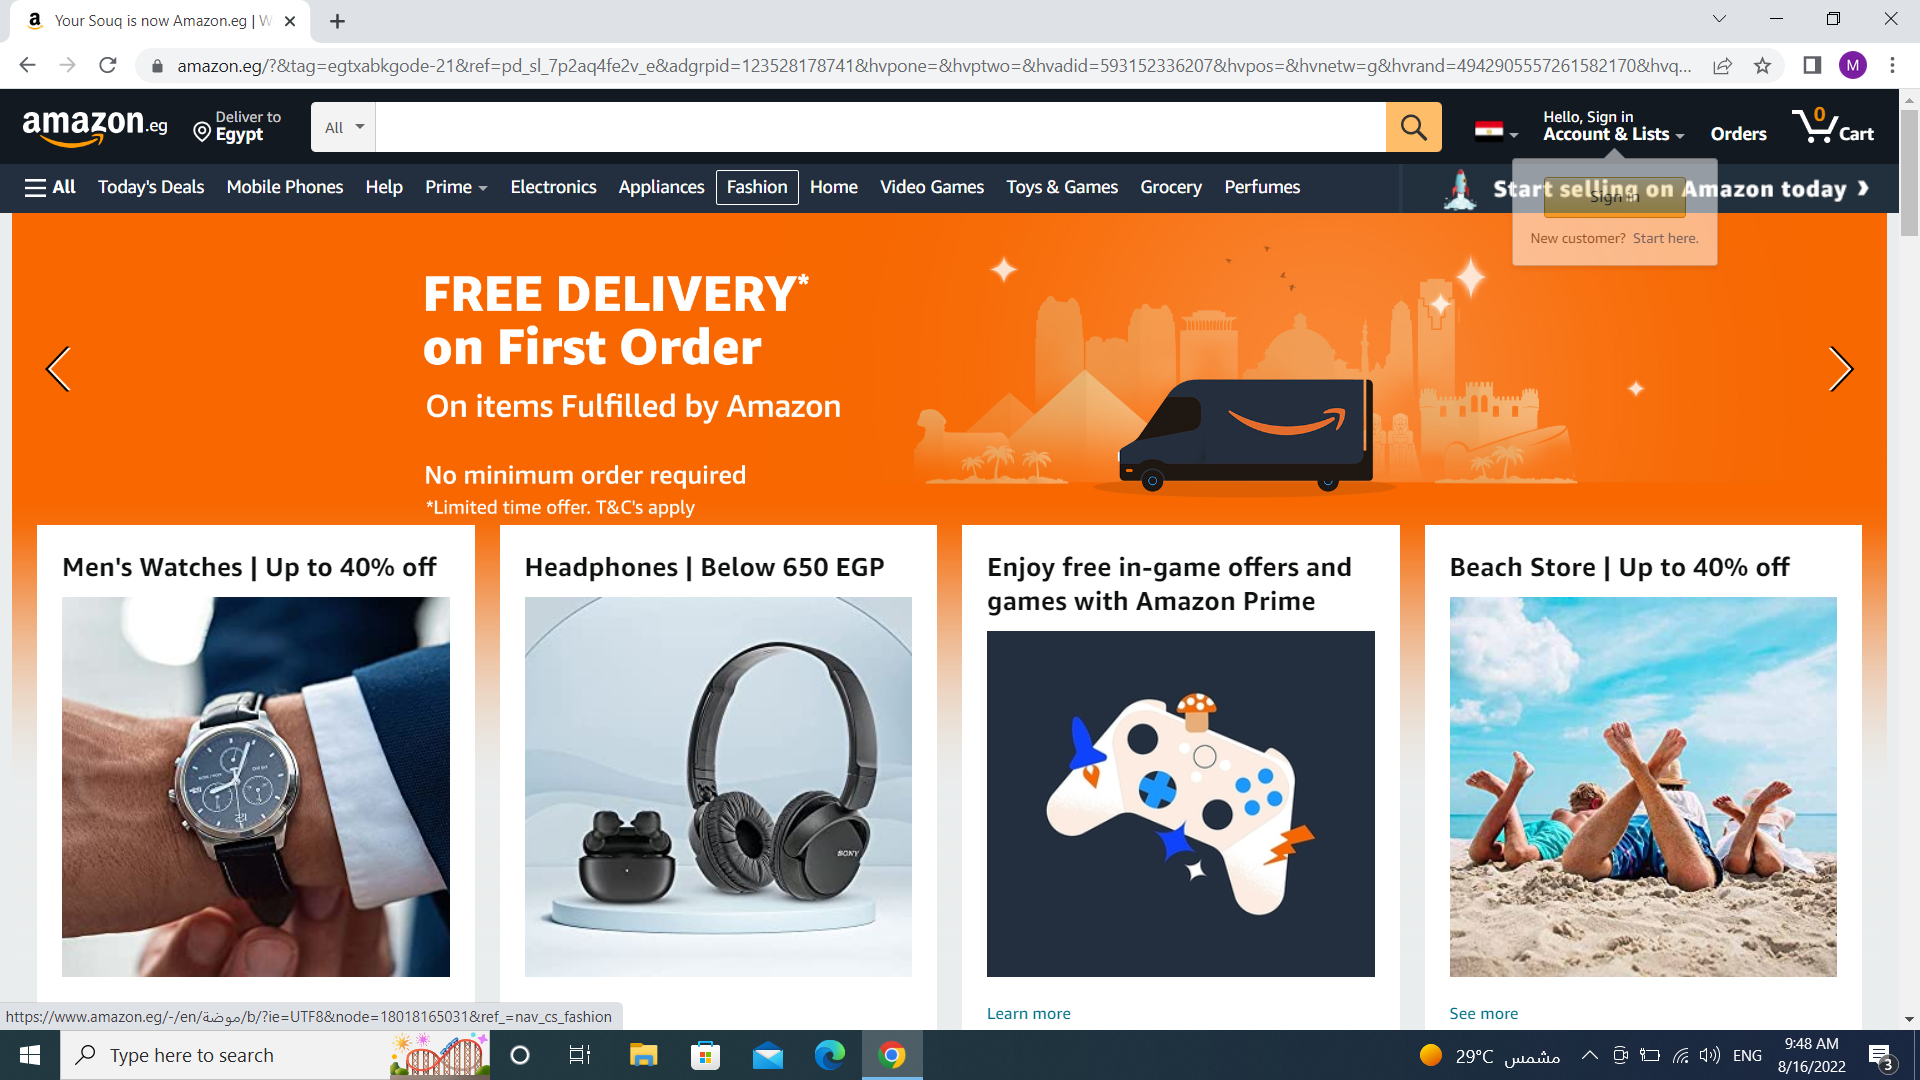 Your Souq is now Amazon.eg | W
amazon.eg/?&tag=egtxabkgode-21&ref=pd_sl_7p2aq4fe2v_e&adgrpid=123528178741&hvpone=&hvptwo=&hvadid=593152336207&hvpos=&hvnetw=g&hvrand=4942905557261582170&hvq...
M
amazon.eg
Deliver to
Egypt
All
Hello, Sign in
Account & Lists
Orders
0
Cart
All
Today's Deals
Mobile Phones
Help
Prime
Electronics
Appliances
Fashion
Home
Video Games
Toys & Games
Grocery
Perfumes
Start selling on Amazon today
Sign in
New customer? Start here.
FREE DELIVERY*
on First Order
On items Fulfilled by Amazon
No minimum order required
*Limited time offer. T&C's apply
Men's Watches | Up to 40% off
Headphones | Below 650 EGP
Enjoy free in-game offers and
games with Amazon Prime
Beach Store | Up to 40% off
SONY
Learn more
See more
https://www.amazon.eg/-/en/موضة/b/?ie=UTF8&node=18018165031&ref_=nav_cs_fashion
Type here to search
29°C مشمس
ENG
9:48 AM
8/16/2022
3